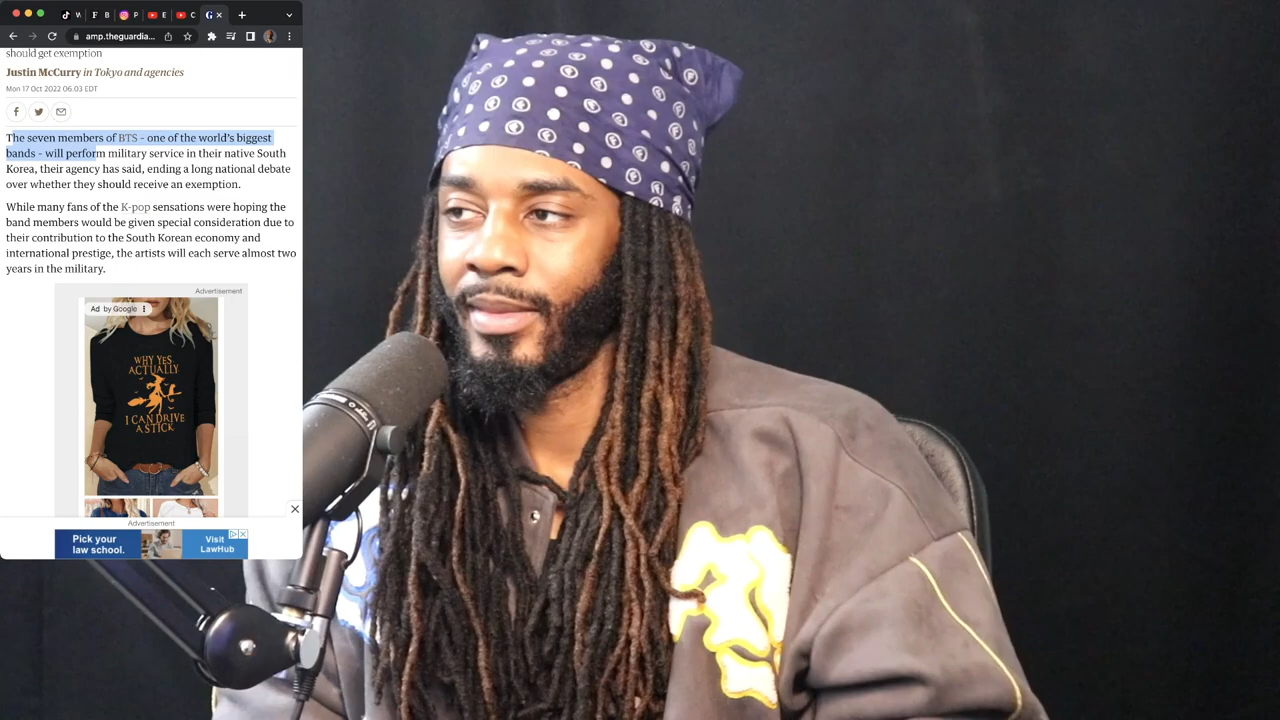 W
F
B
P
E
C
G
amp.theguardia...
should get exemption
Justin McCurry in Tokyo and agencies
Mon 17 Oct 2022 06.03 EDT
The seven members of BTS – one of the world's biggest
bands – will perform military service in their native South
Korea, their agency has said, ending a long national debate
over whether they should receive an exemption.
While many fans of the K-pop sensations were hoping the
band members would be given special consideration due to
their contribution to the South Korean economy and
international prestige, the artists will each serve almost two
years in the military.
Advertisement
Ad by Google
WHY YES
ACTUALLY
I CAN DRIVE
A STICK
Advertisement
Pick your
law school.
Visit
LawHub